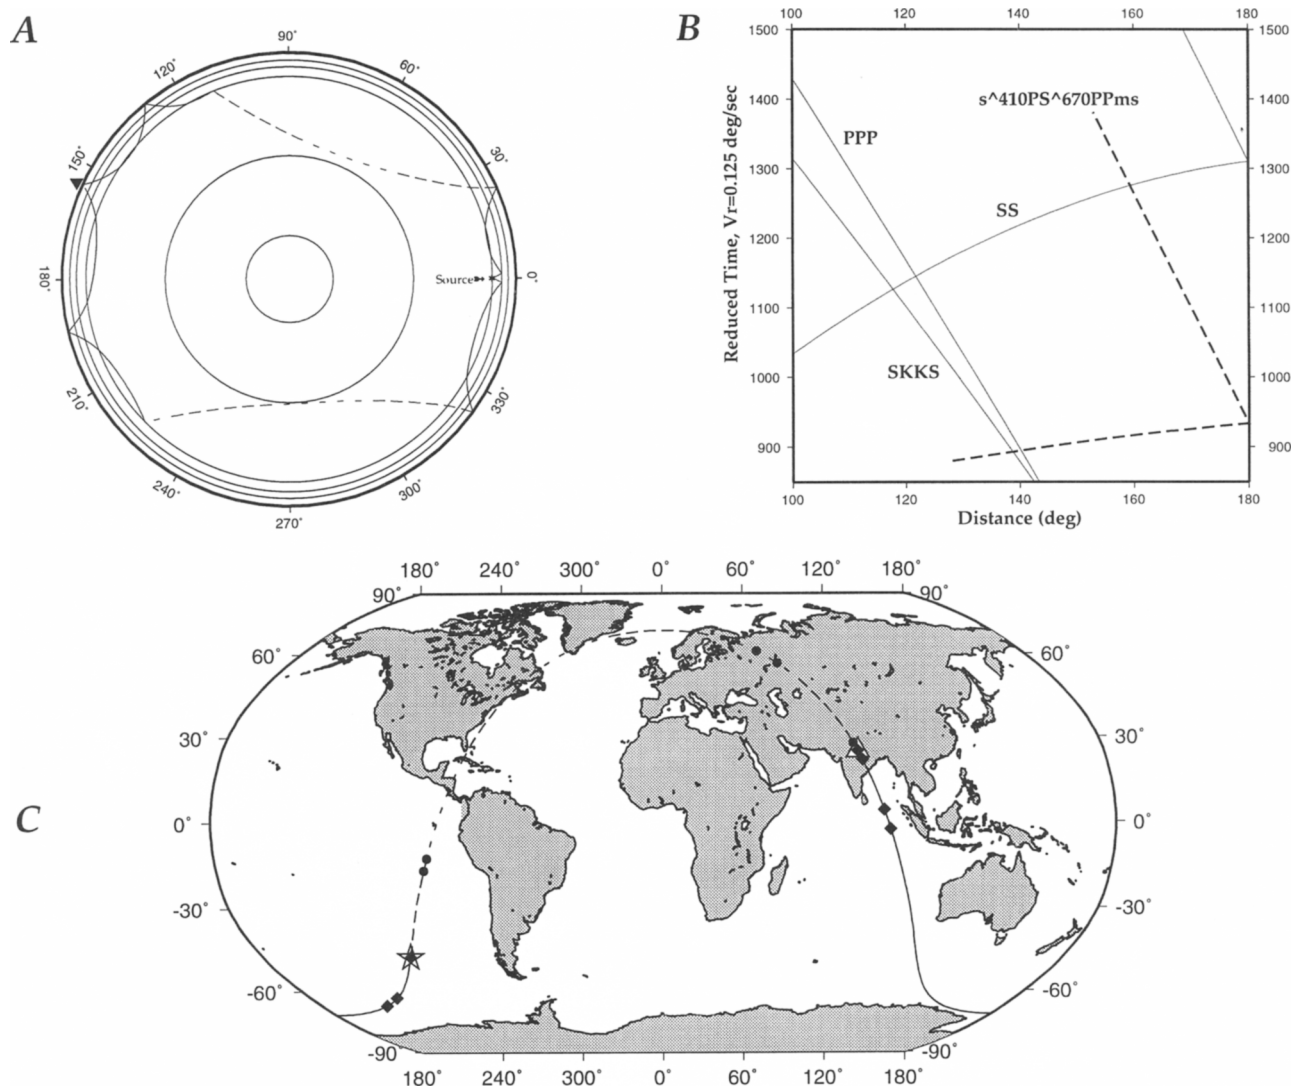 A
90°
120°
60°
150°
30°
180°
Source
0°
210°
330°
240°
300°
270°
B
100 120 140 160 180
1500 1500
1400 1400
1300 1300
1200 1200
1100 1100
1000 1000
900 900
100 120 140 160 180
Reduced Time, Vr=0.125 deg/sec
Distance (deg)
s^410PS^670PPms
PPP
SS
SKKS
C
180° 240° 300° 0° 60° 120° 180°
90° 90°
60° 60°
30° 30°
0° 0°
-30° -30°
-60° -60°
-90° -90°
180° 240° 300° 0° 60° 120° 180°